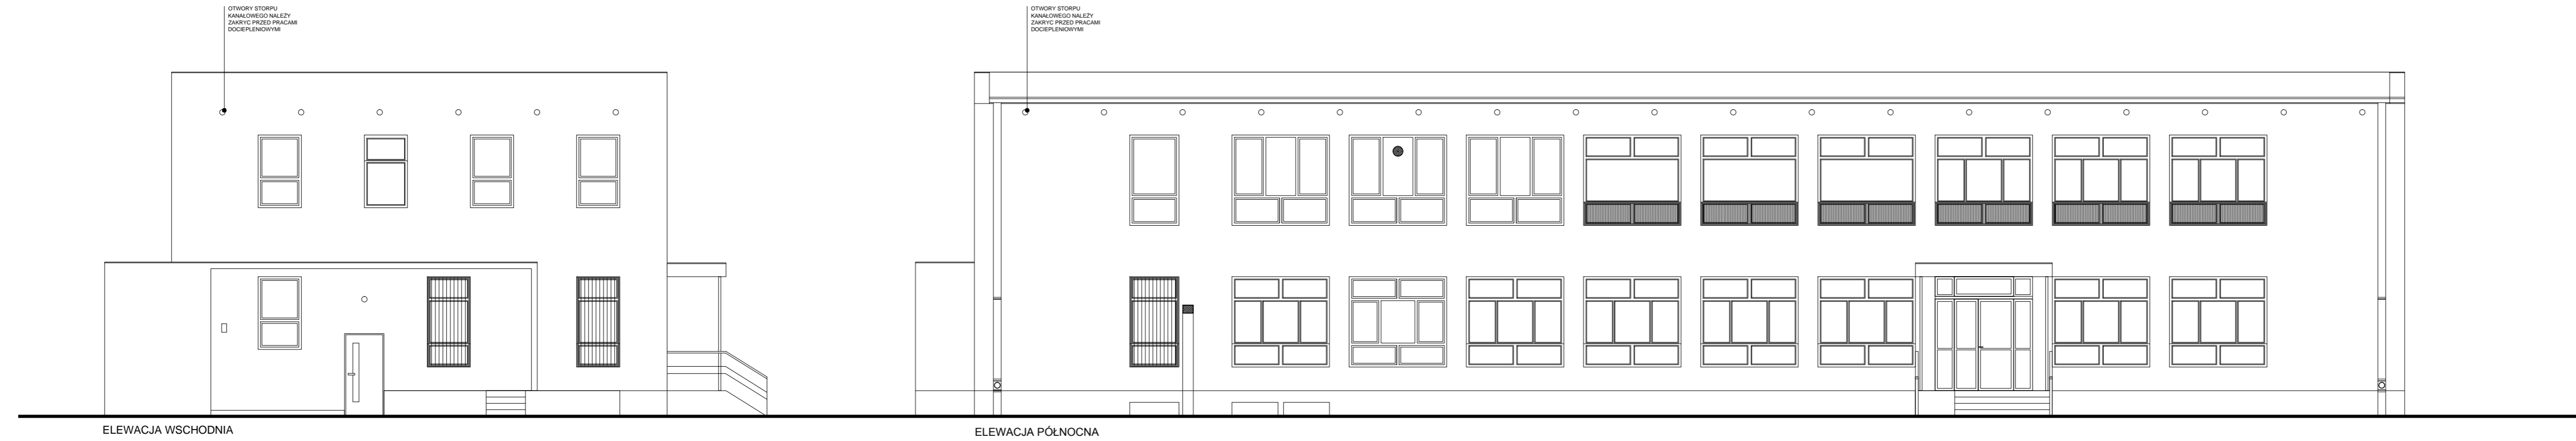 OTWORY STORPU
KANAŁOWEGO NALEŻY
ZAKRYC PRZED PRACAMI
DOCIEPLENIOWYMI
OTWORY STORPU
KANAŁOWEGO NALEŻY
ZAKRYC PRZED PRACAMI
DOCIEPLENIOWYMI
ELEWACJA WSCHODNIA
ELEWACJA PÓŁNOCNA